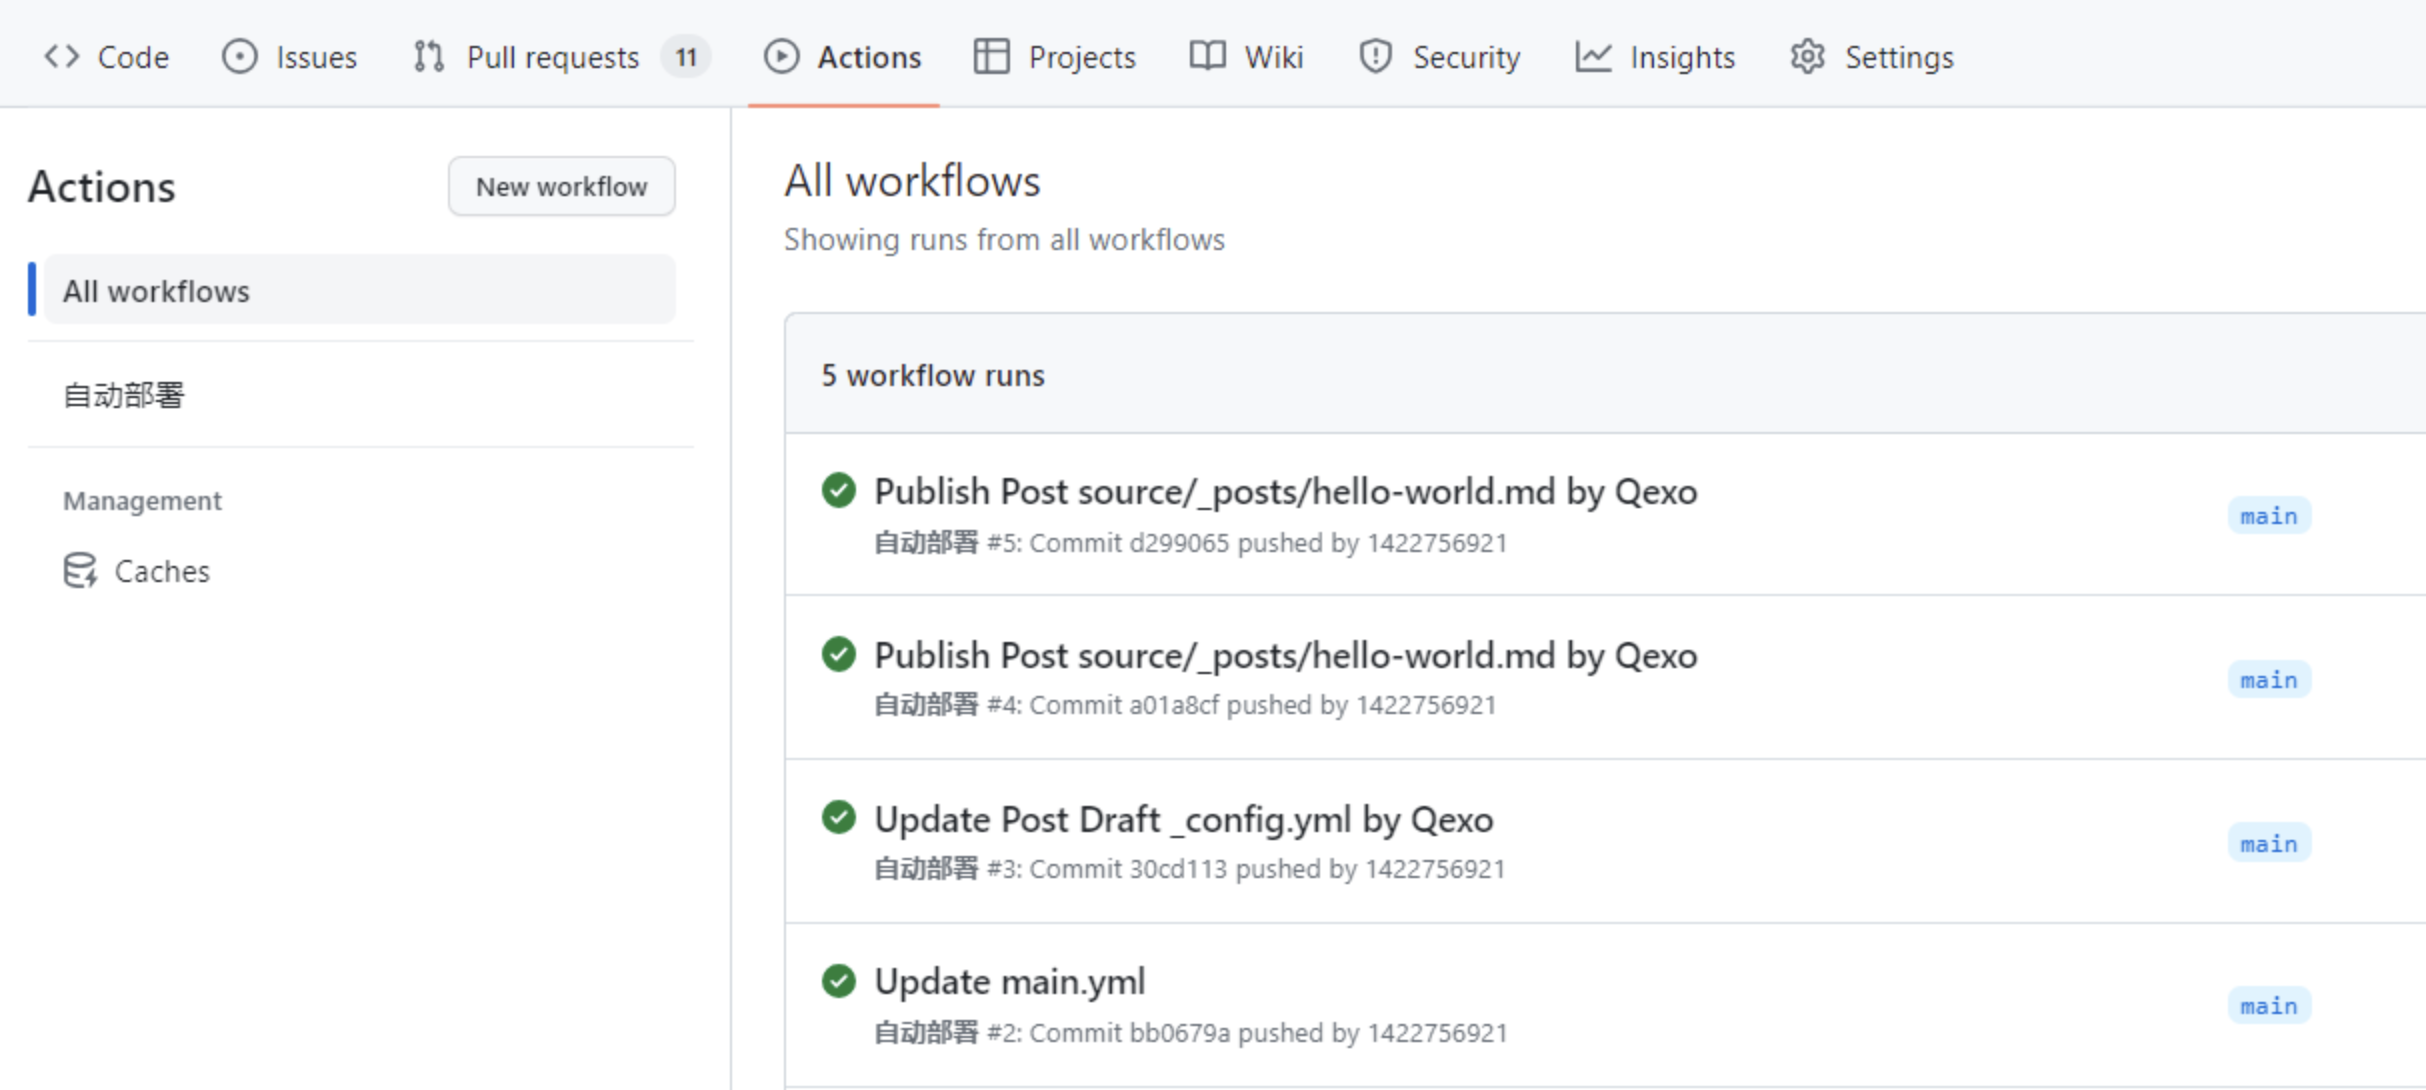 Code Issues Pull requests 11 Actions Projects Wiki Security Insights Settings
Actions New workflow
All workflows
自动部署
Management
Caches
All workflows
Showing runs from all workflows
5 workflow runs
Publish Post source/_posts/hello-world.md by Qexo
自动部署 #5: Commit d299065 pushed by 1422756921
main
Publish Post source/_posts/hello-world.md by Qexo
自动部署 #4: Commit a01a8cf pushed by 1422756921
main
Update Post Draft _config.yml by Qexo
自动部署 #3: Commit 30cd113 pushed by 1422756921
main
Update main.yml
自动部署 #2: Commit bb0679a pushed by 1422756921
main